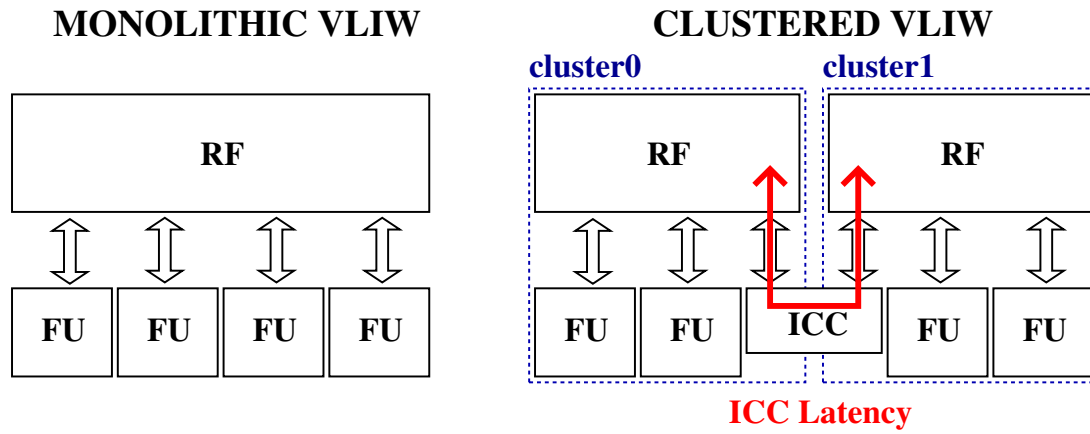 MONOLITHIC VLIW
RF
FU FU FU FU
CLUSTERED VLIW
cluster0 cluster1
RF RF
FU FU ICC FU FU
ICC Latency